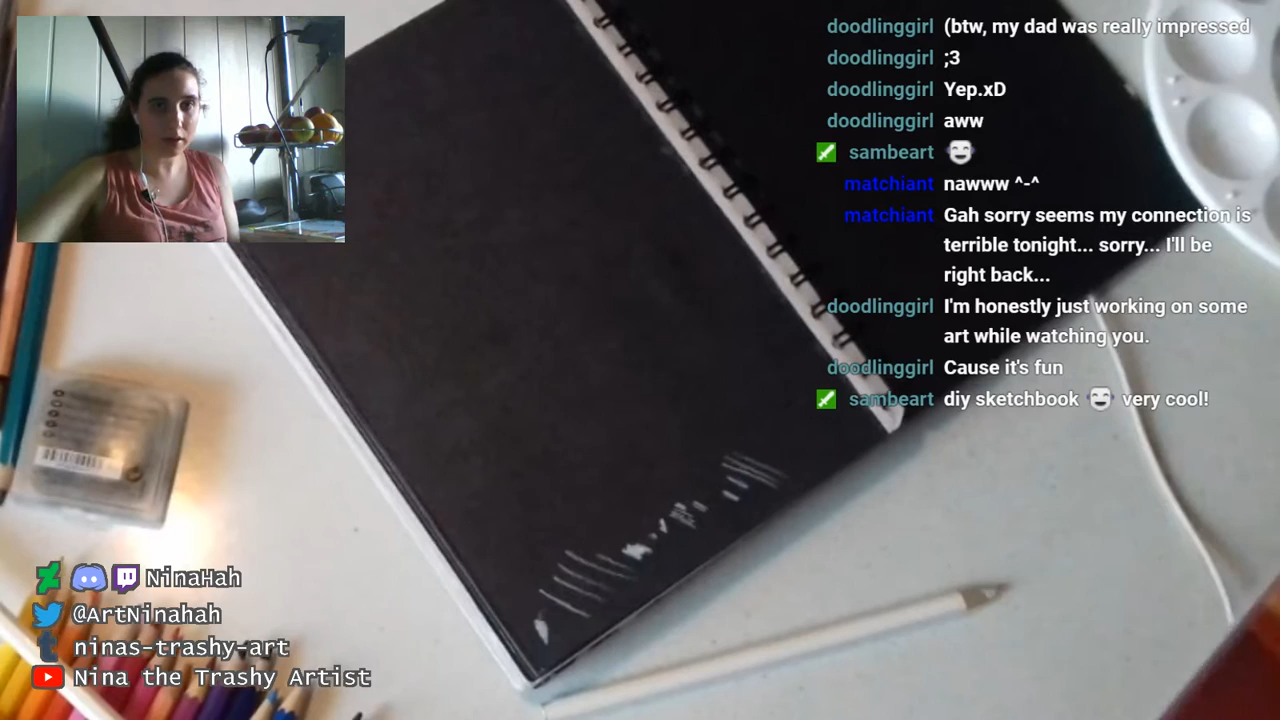 doodlinggirl (btw, my dad was really impressed
doodlinggirl ;3
doodlinggirl Yep.xD
doodlinggirl aww
sambeart
matchiant nawww ^-^
matchiant Gah sorry seems my connection is
terrible tonight... sorry... I'll be
right back...
doodlinggirl I'm honestly just working on some
art while watching you.
doodlinggirl Cause it's fun
sambeart diy sketchbook very cool!
NinaHah
@ArtNinahah
ninas-trashy-art
Nina the Trashy Artist